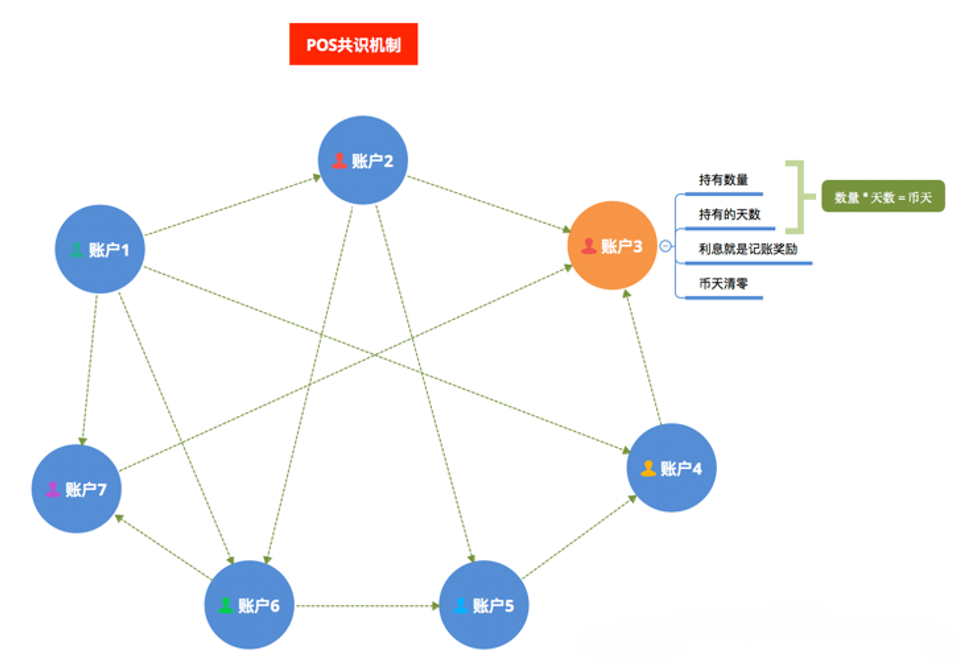 POS共识机制
账户2
持有数量
数量 * 天数 = 币天
持有的天数
账户1
账户3
利息就是记账奖励
币天清零
账户4
账户7
账户6
账户5